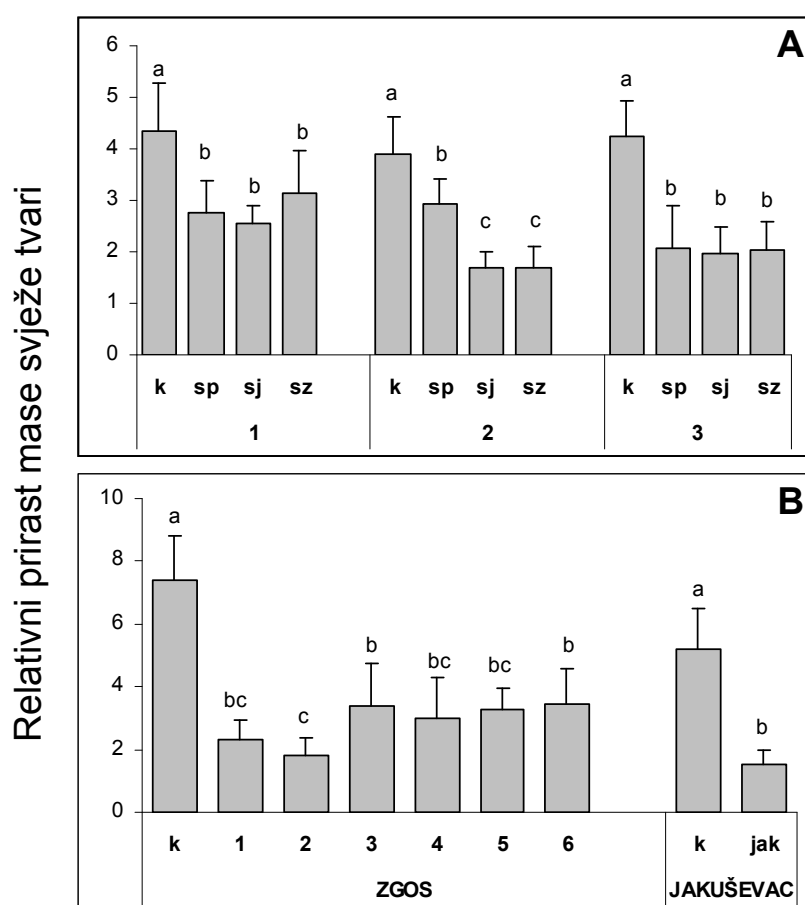 Relativni prirast mase svježe tvari
A
6
5
4
3
2
1
0
a b b b a b c c a b b b
k sp sj sz k sp sj sz k sp sj sz
1 2 3
B
10
8
6
4
2
0
a bc c b bc bc b a b
k 1 2 3 4 5 6 k jak
ZGOS JAKUŠEVAC